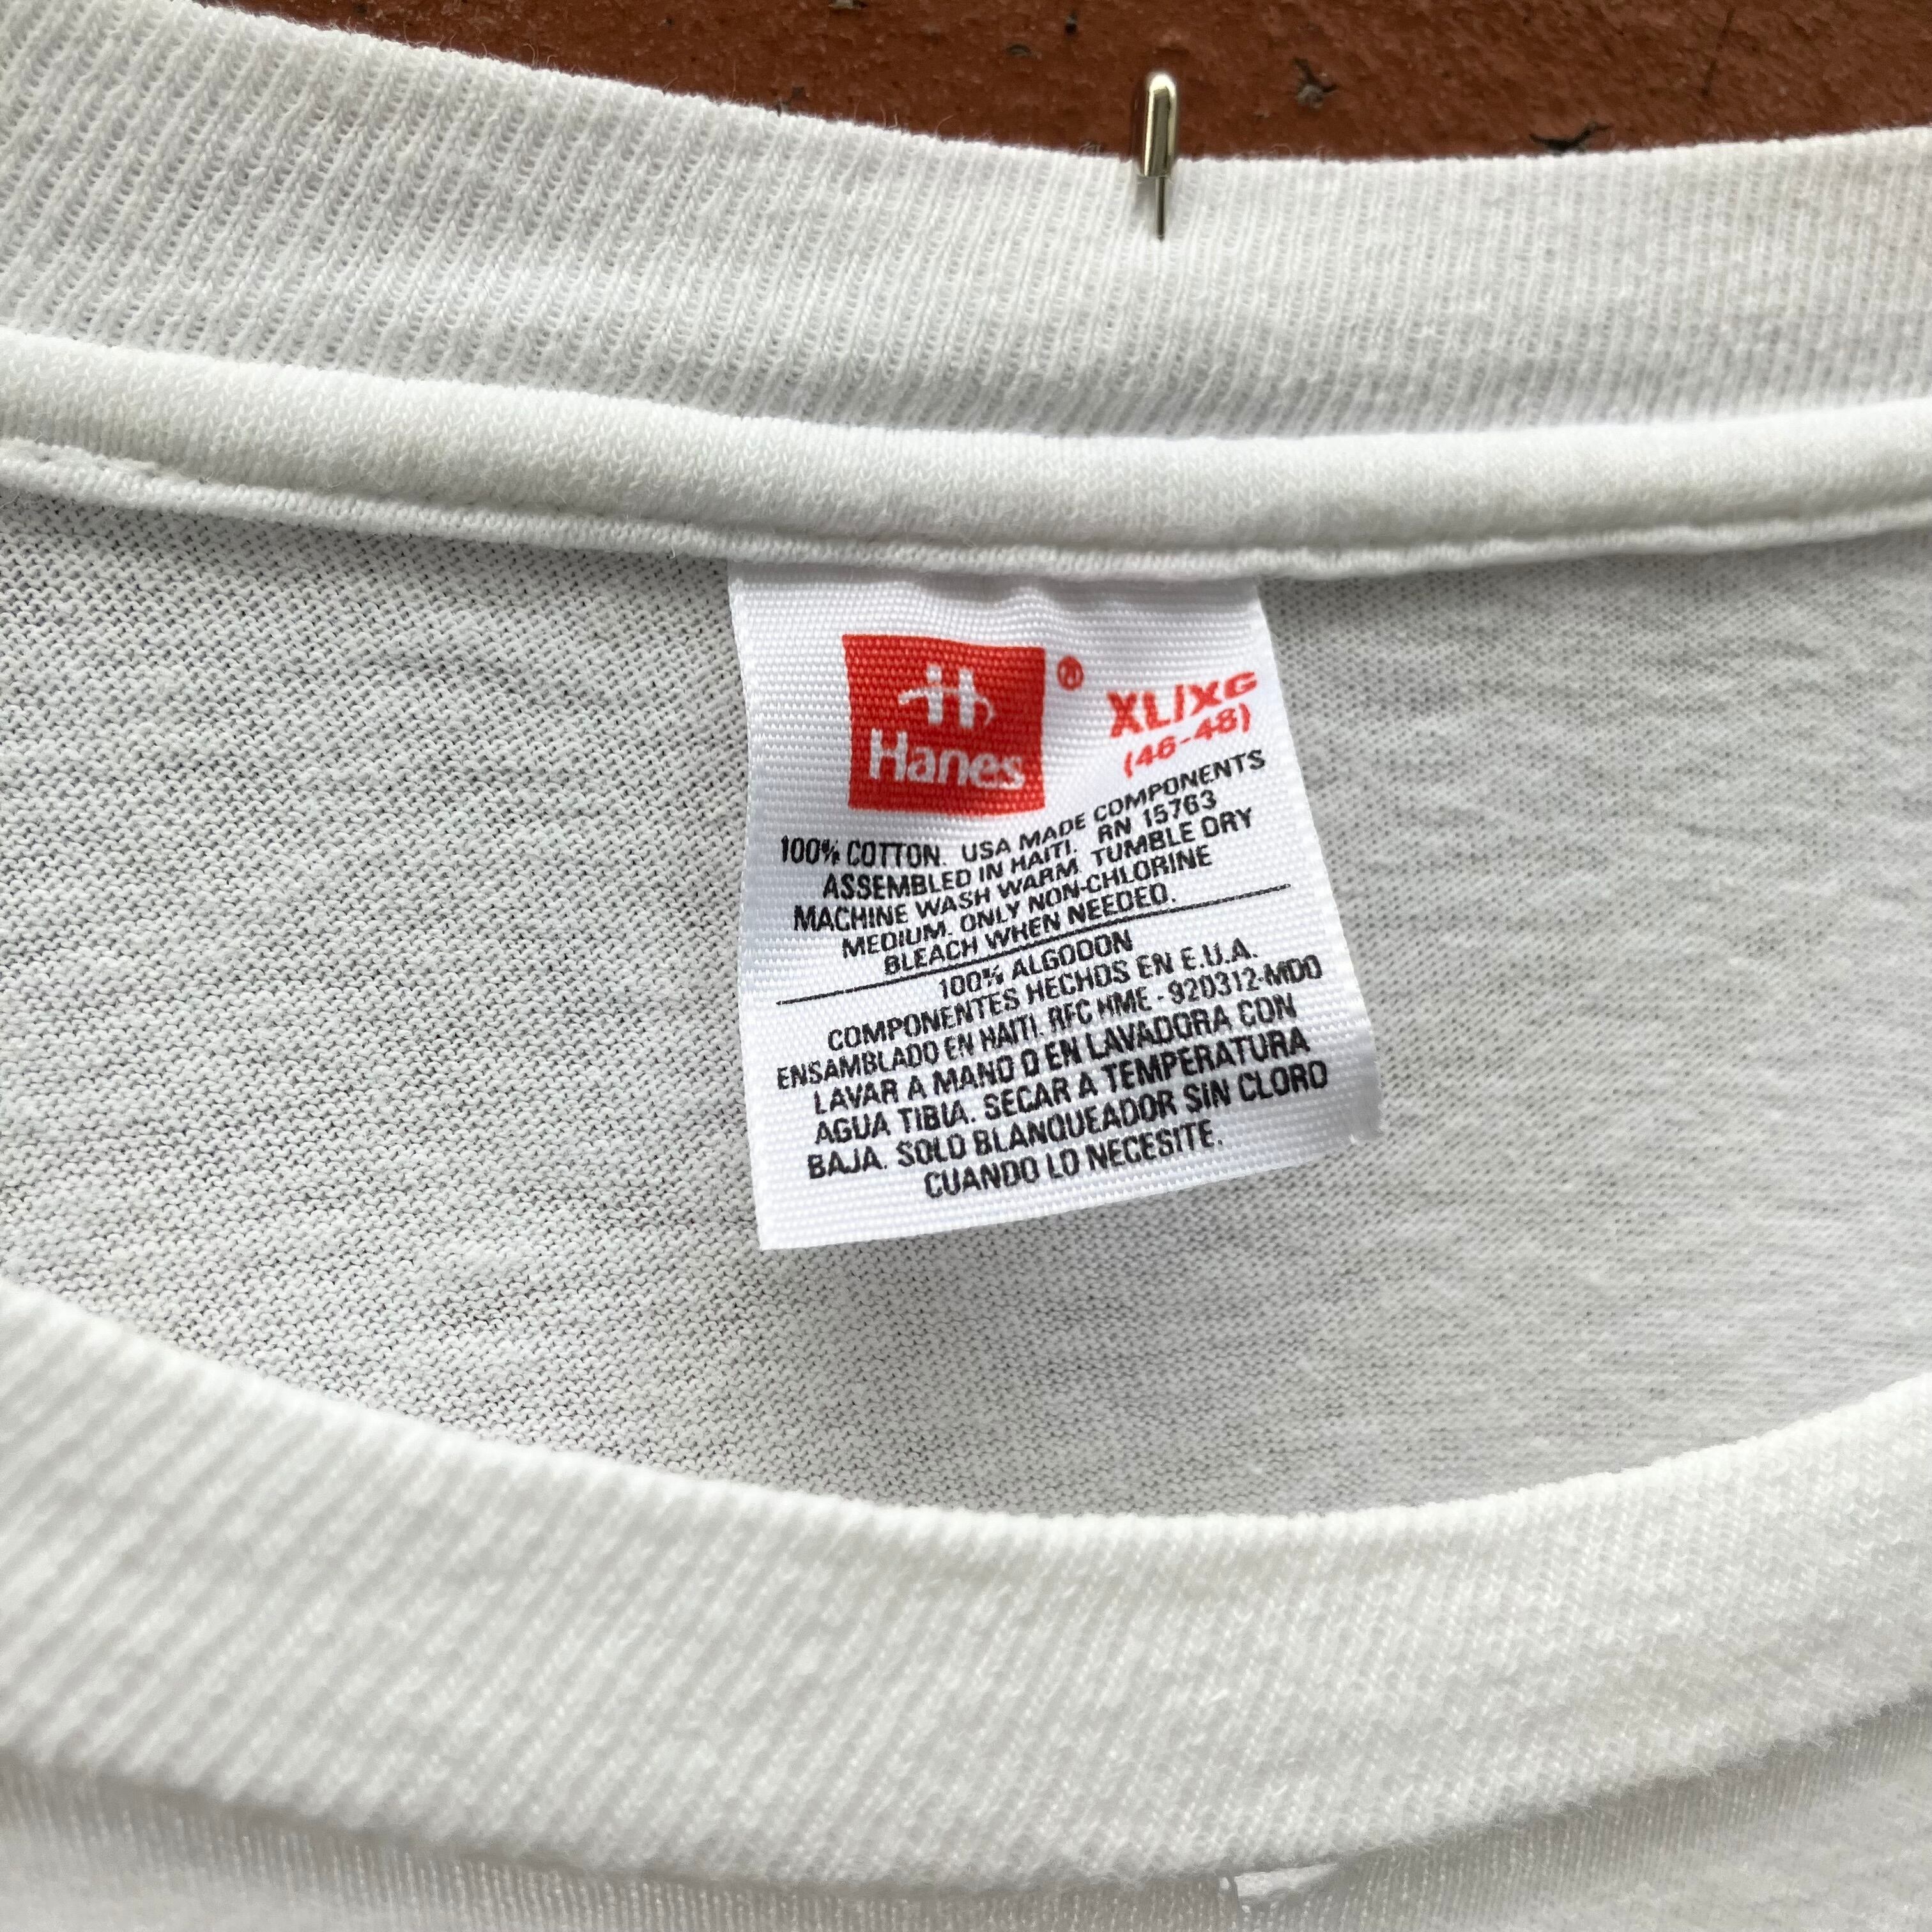 Hanes ®
XL/XG
(46-48)
100% COTTON. USA MADE COMPONENTS
ASSEMBLED IN HAITI. RN 15763
MACHINE WASH WARM. TUMBLE DRY
MEDIUM. ONLY NON-CHLORINE
BLEACH WHEN NEEDED.
100% ALGODON
COMPONENTES HECHOS EN E.U.A.
ENSAMBLADO EN HAITI. RFC HME - 920312-MD0
LAVAR A MANO O EN LAVADORA CON
AGUA TIBIA. SECAR A TEMPERATURA
BAJA. SOLO BLANQUEADOR SIN CLORO
CUANDO LO NECESITE.